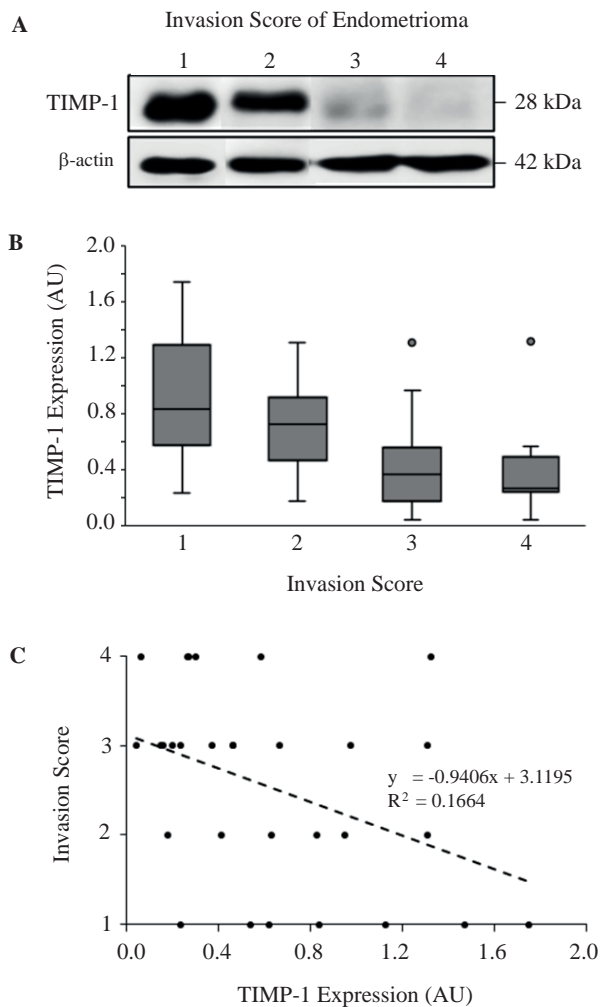 A
Invasion Score of Endometrioma
1 2 3 4
TIMP-1
28 kDa
β-actin
42 kDa
B
TIMP-1 Expression (AU)
2.0
1.6
1.2
0.8
0.4
0.0
1 2 3 4
Invasion Score
C
Invasion Score
4
3
2
1
y = -0.9406x + 3.1195
R² = 0.1664
0.0 0.4 0.8 1.2 1.6 2.0
TIMP-1 Expression (AU)